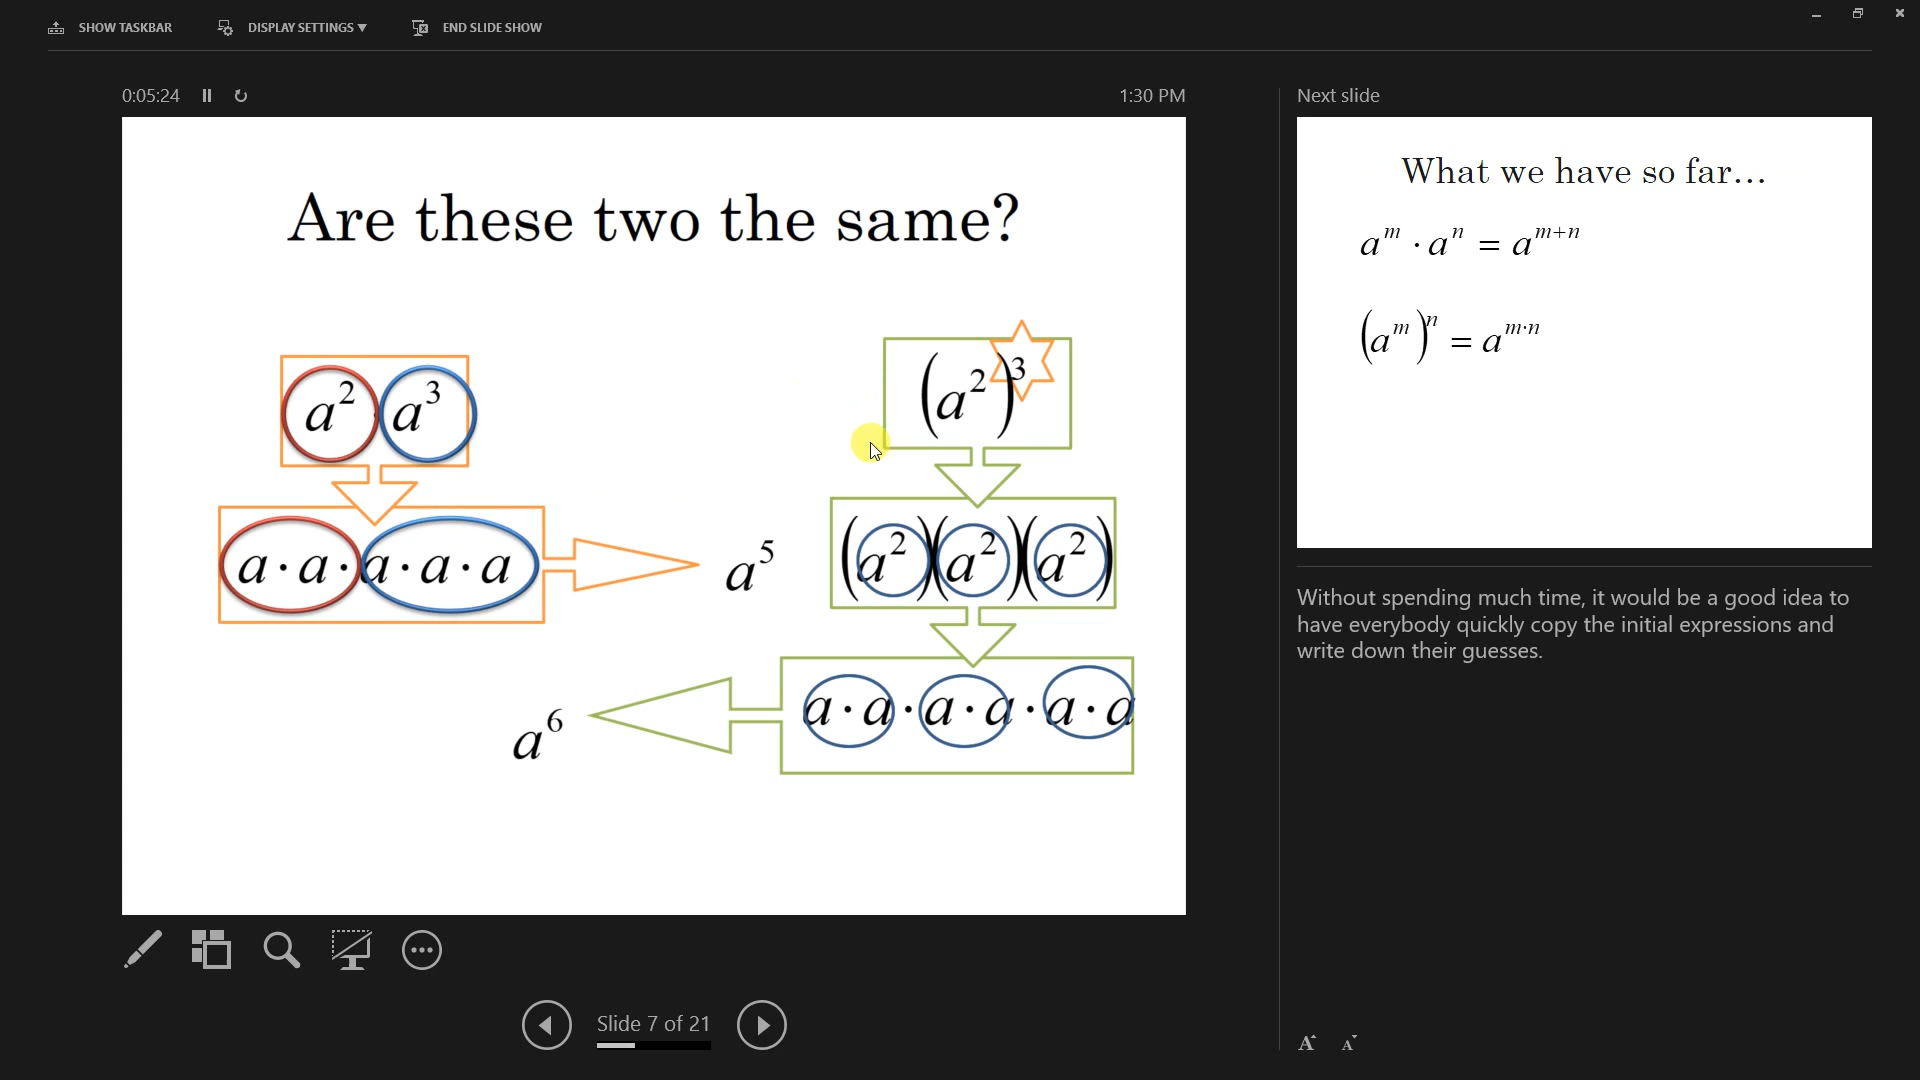 SHOW TASKBAR
DISPLAY SETTINGS ▼
END SLIDE SHOW
0:05:24
1:30 PM
Are these two the same?
a² · a³
a · a · a · a · a
a⁵
(a²)³
(a²)(a²)(a²)
a · a · a · a · a · a
a⁶
Slide 7 of 21
Next slide
What we have so far...
aᵐ · aⁿ = aᵐ⁺ⁿ
(aᵐ)ⁿ = aᵐ·ⁿ
Without spending much time, it would be a good idea to
have everybody quickly copy the initial expressions and
write down their guesses.
A A